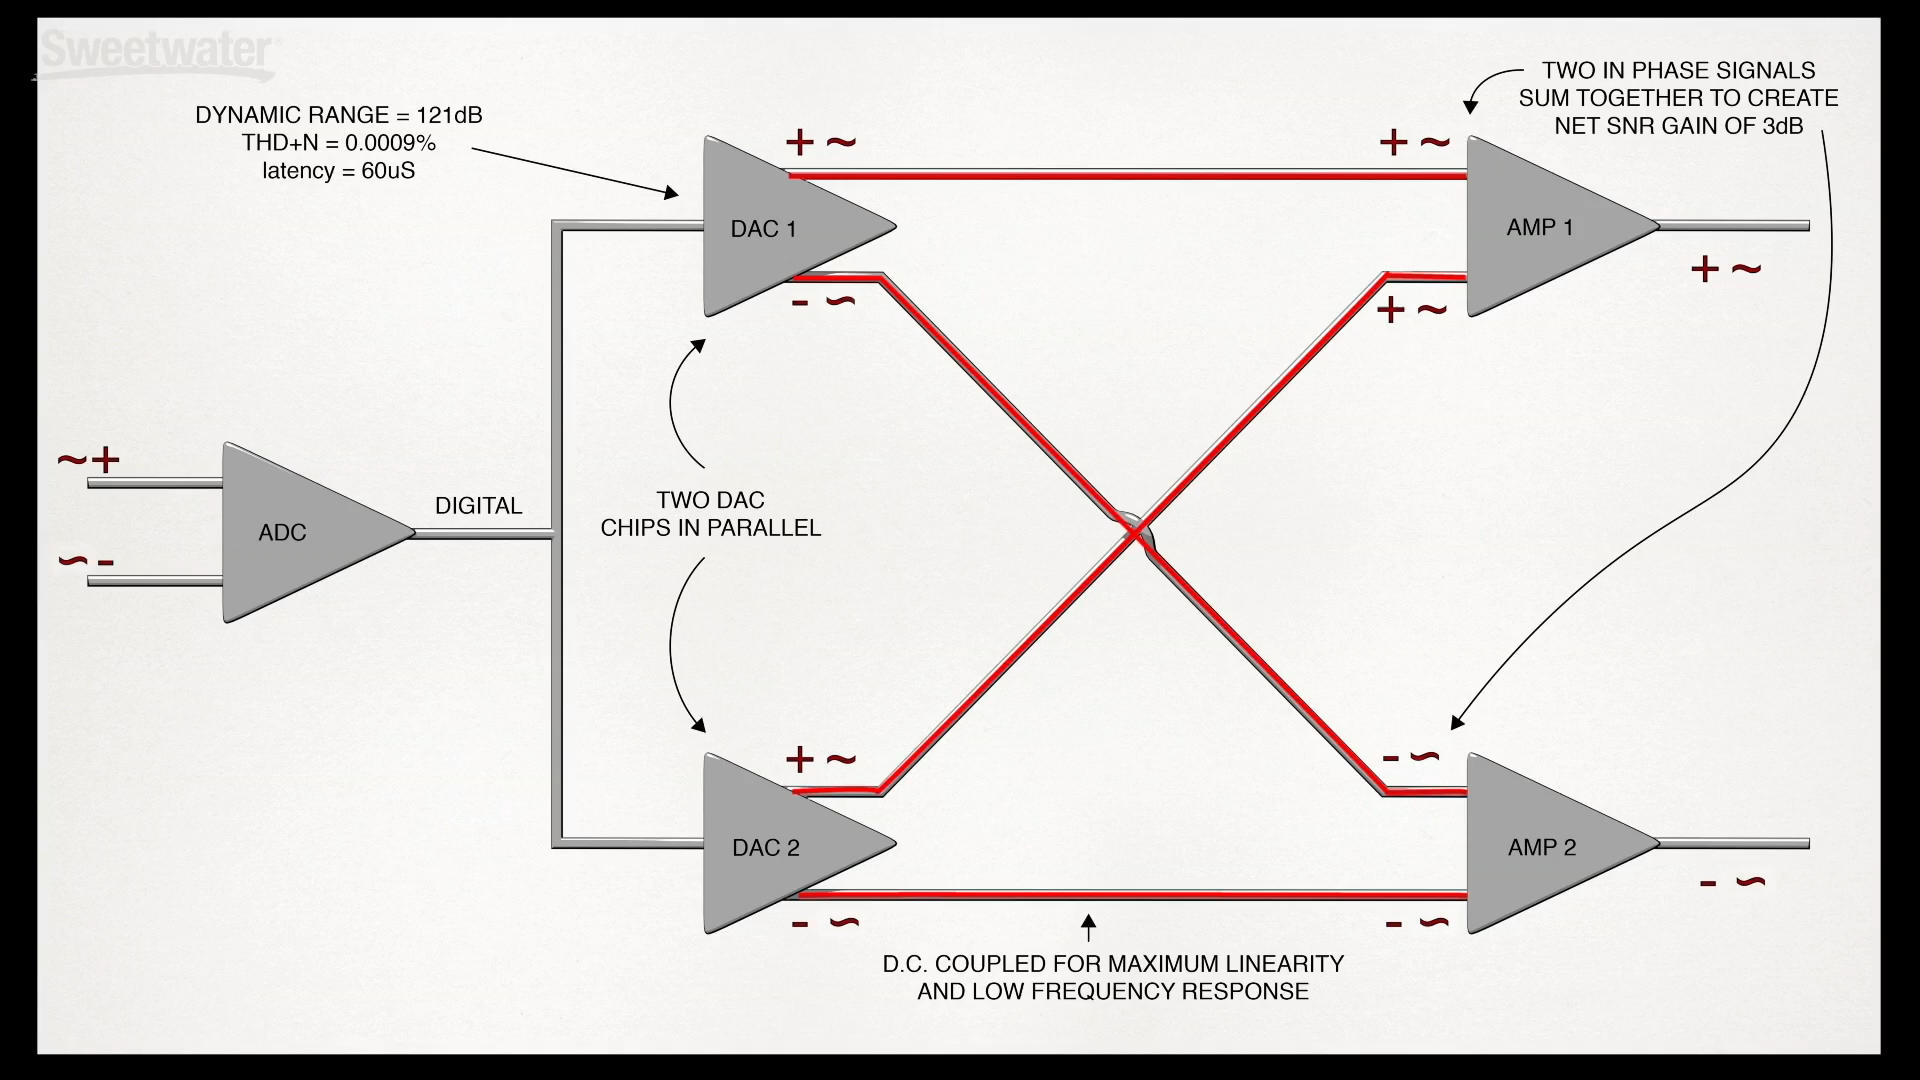 Sweetwater
DYNAMIC RANGE = 121dB
THD+N = 0.0009%
latency = 60uS
TWO IN PHASE SIGNALS
SUM TOGETHER TO CREATE
NET SNR GAIN OF 3dB
+ ~
+ ~
DAC 1
AMP 1
- ∽
+ ~
+ ~
~+
DIGITAL
ADC
∽ -
TWO DAC
CHIPS IN PARALLEL
+ ~
- ∽
DAC 2
AMP 2
- ∽
- ∽
- ∽
D.C. COUPLED FOR MAXIMUM LINEARITY
AND LOW FREQUENCY RESPONSE